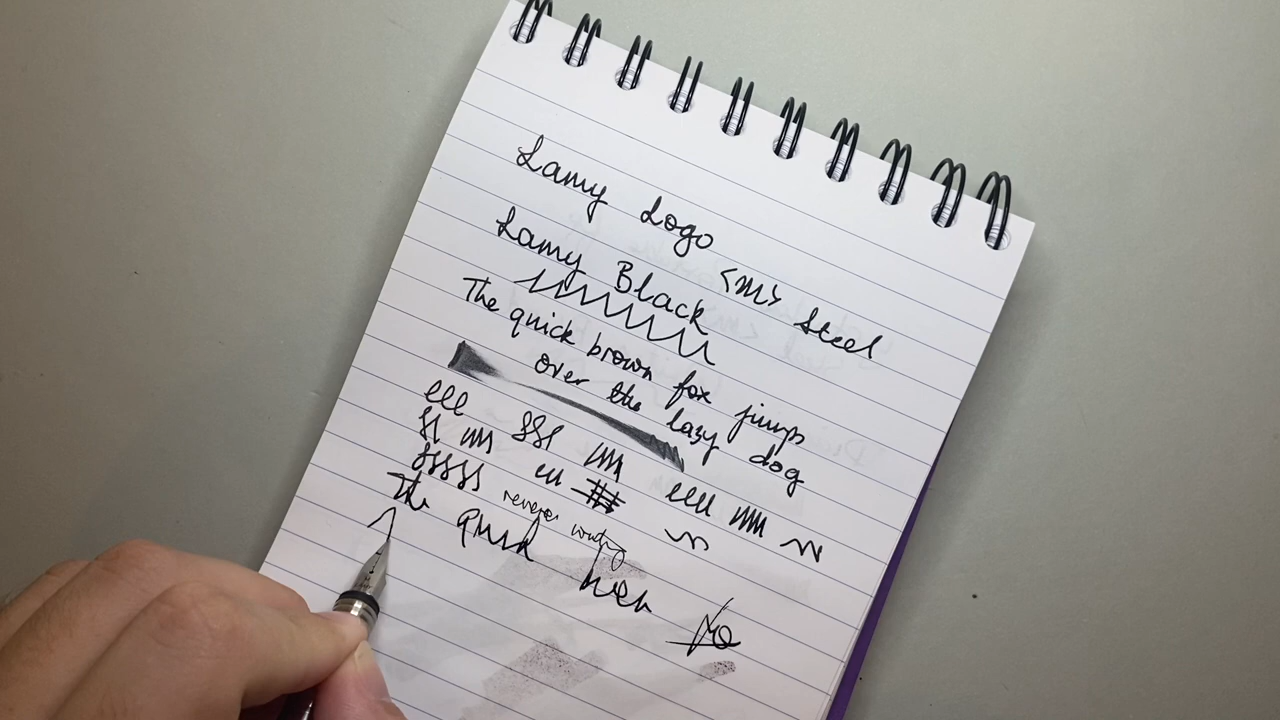 Lamy Logo <M> Steel
Lamy Black
The quick brown fox jumps
over the lazy dog
reverse writing
The quick